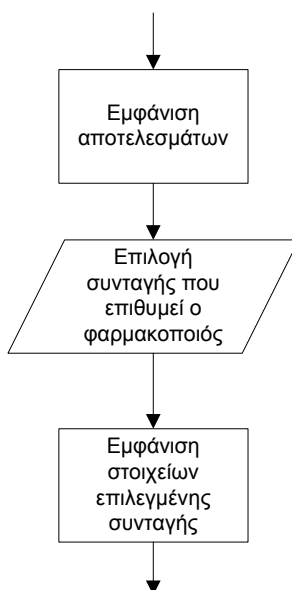 Εμφάνιση
αποτελεσμάτων
Επιλογή
συνταγής που
επιθυμεί ο
φαρμακοποιός
Εμφάνιση
στοιχείων
επιλεγμένης
συνταγής